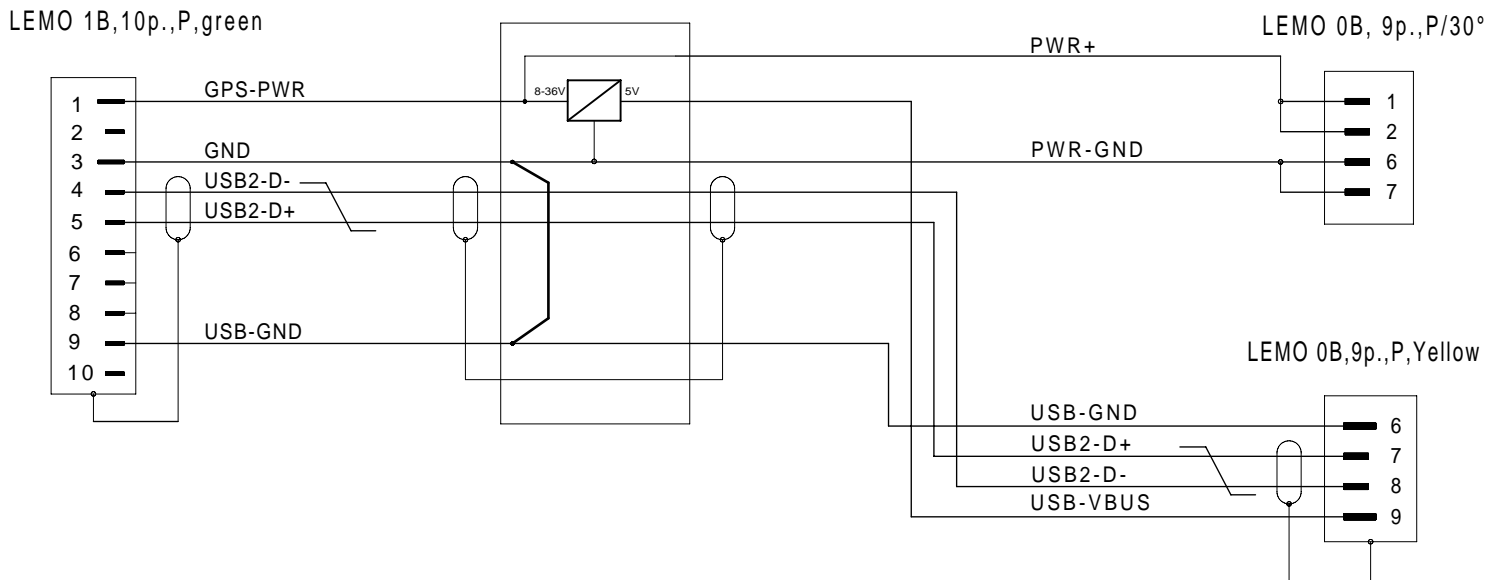 LEMO 1B,10p.,P,green
LEMO 0B, 9p.,P/30°
PWR+
GPS-PWR
8-36V
5V
1
2
3
4
5
6
7
8
9
10
GND
USB2-D-
USB2-D+
USB-GND
PWR-GND
1
2
6
7
LEMO 0B,9p.,P,Yellow
USB-GND
USB2-D+
USB2-D-
USB-VBUS
6
7
8
9